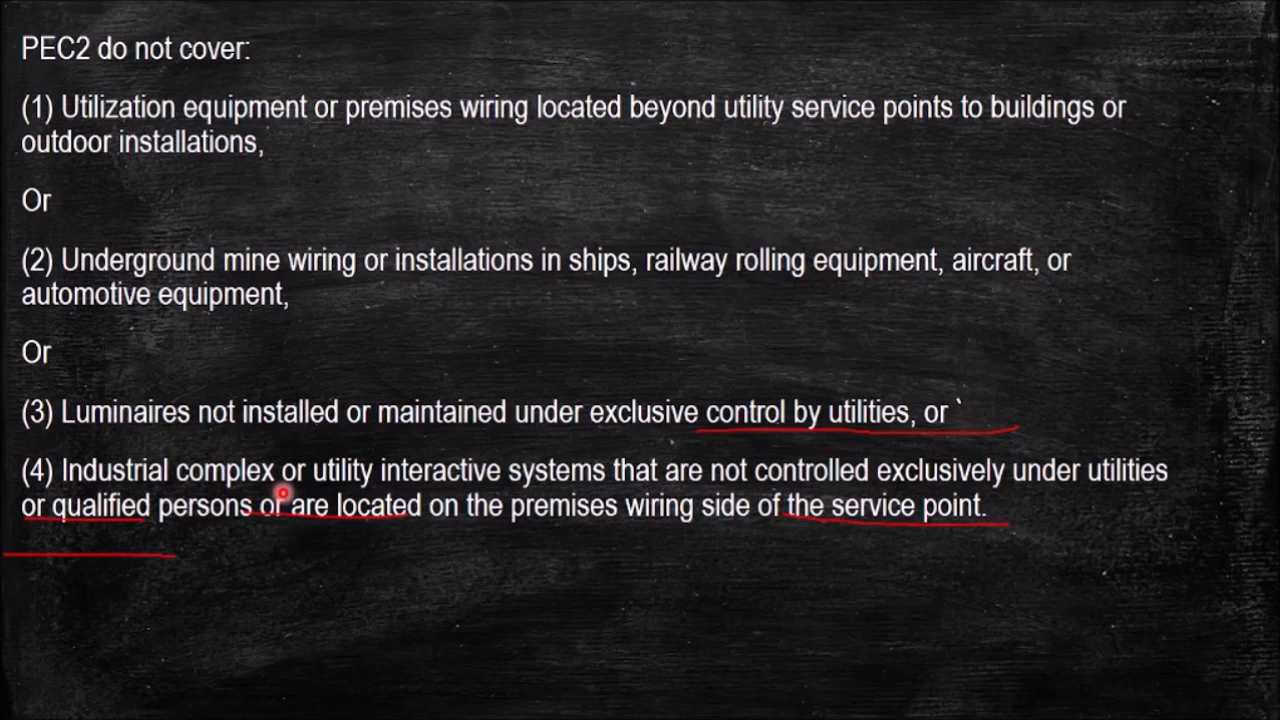 PEC2 do not cover:
(1) Utilization equipment or premises wiring located beyond utility service points to buildings or
outdoor installations,
Or
(2) Underground mine wiring or installations in ships, railway rolling equipment, aircraft, or
automotive equipment,
Or
(3) Luminaires not installed or maintained under exclusive control by utilities, or `
(4) Industrial complex or utility interactive systems that are not controlled exclusively under utilities
or qualified persons or are located on the premises wiring side of the service point.